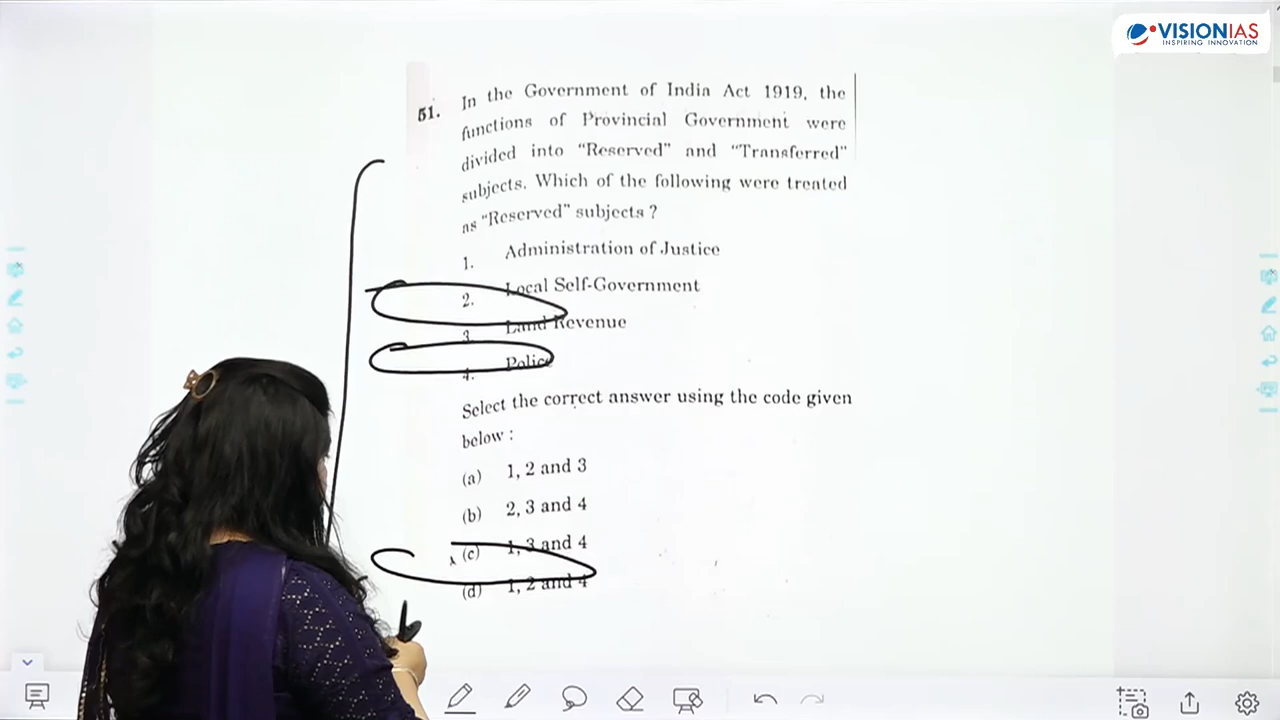 VISIONIAS
INSPIRING INNOVATION
51. In the Government of India Act 1919, the
functions of Provincial Government were
divided into “Reserved” and “Transferred”
subjects. Which of the following were treated
as “Reserved” subjects ?
1. Administration of Justice
2. Local Self-Government
3. Land Revenue
4. Police
Select the correct answer using the code given
below :
(a) 1, 2 and 3
(b) 2, 3 and 4
(c) 1, 3 and 4
(d) 1, 2 and 4